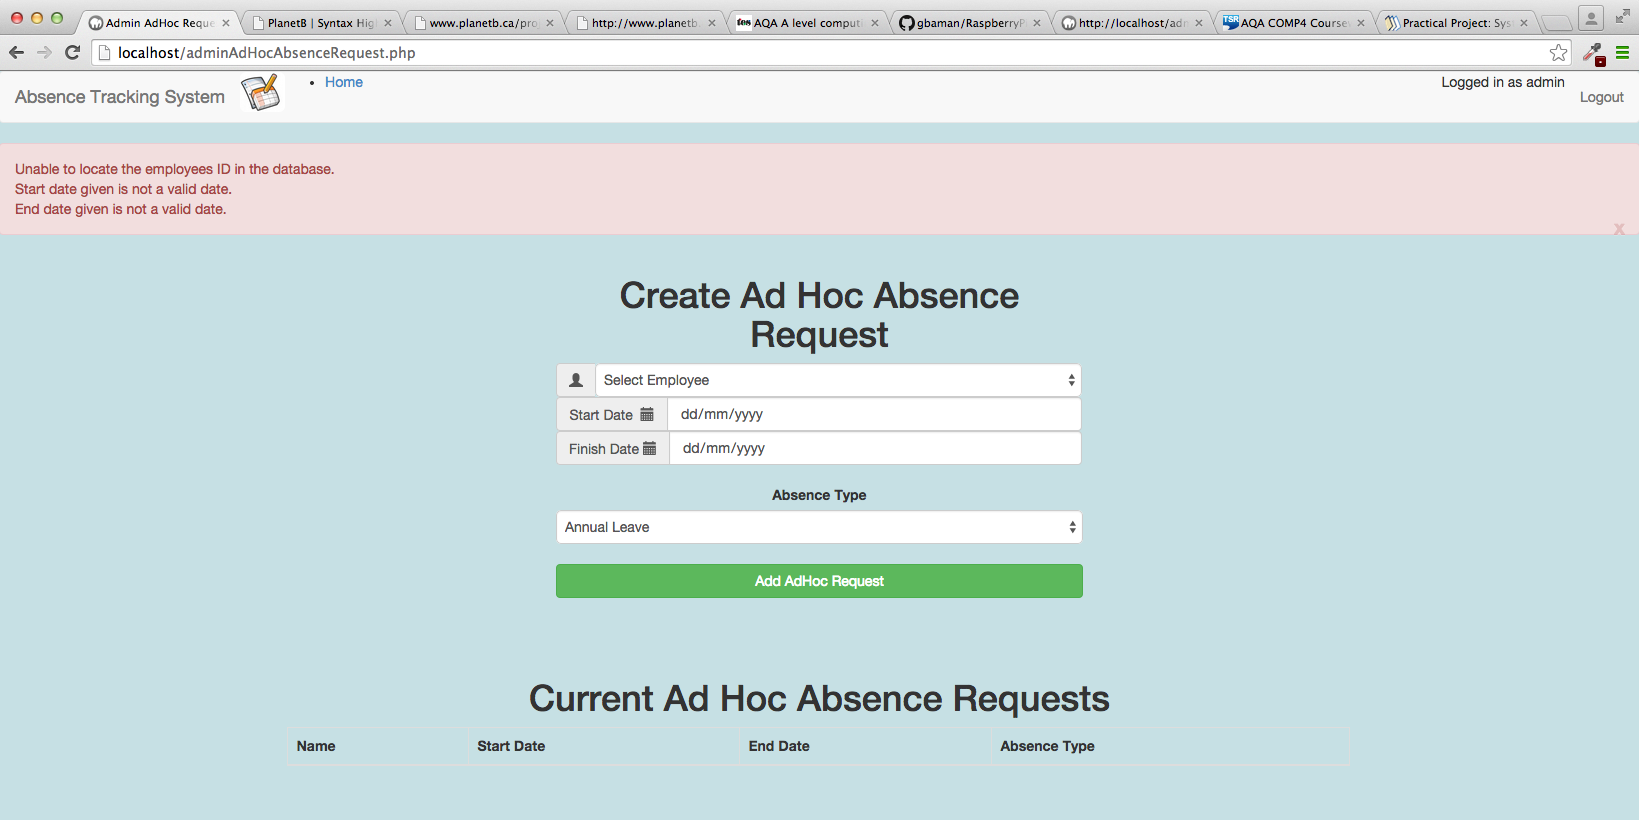 Admin AdHoc Reque
PlanetB | Syntax Hig
www.planetb.ca/pro
http://www.planetb
tes AQA A level comput
gbaman/RaspberryP
http://localhost/adm
TSR AQA COMP4 Course
Practical Project: Sys
localhost/adminAdHocAbsenceRequest.php
Absence Tracking System
Home
Logged in as admin
Logout
Unable to locate the employees ID in the database.
Start date given is not a valid date.
End date given is not a valid date.
x
Create Ad Hoc Absence
Request
Select Employee
Start Date dd/mm/yyyy
Finish Date dd/mm/yyyy
Absence Type
Annual Leave
Add AdHoc Request
Current Ad Hoc Absence Requests
Name Start Date End Date Absence Type